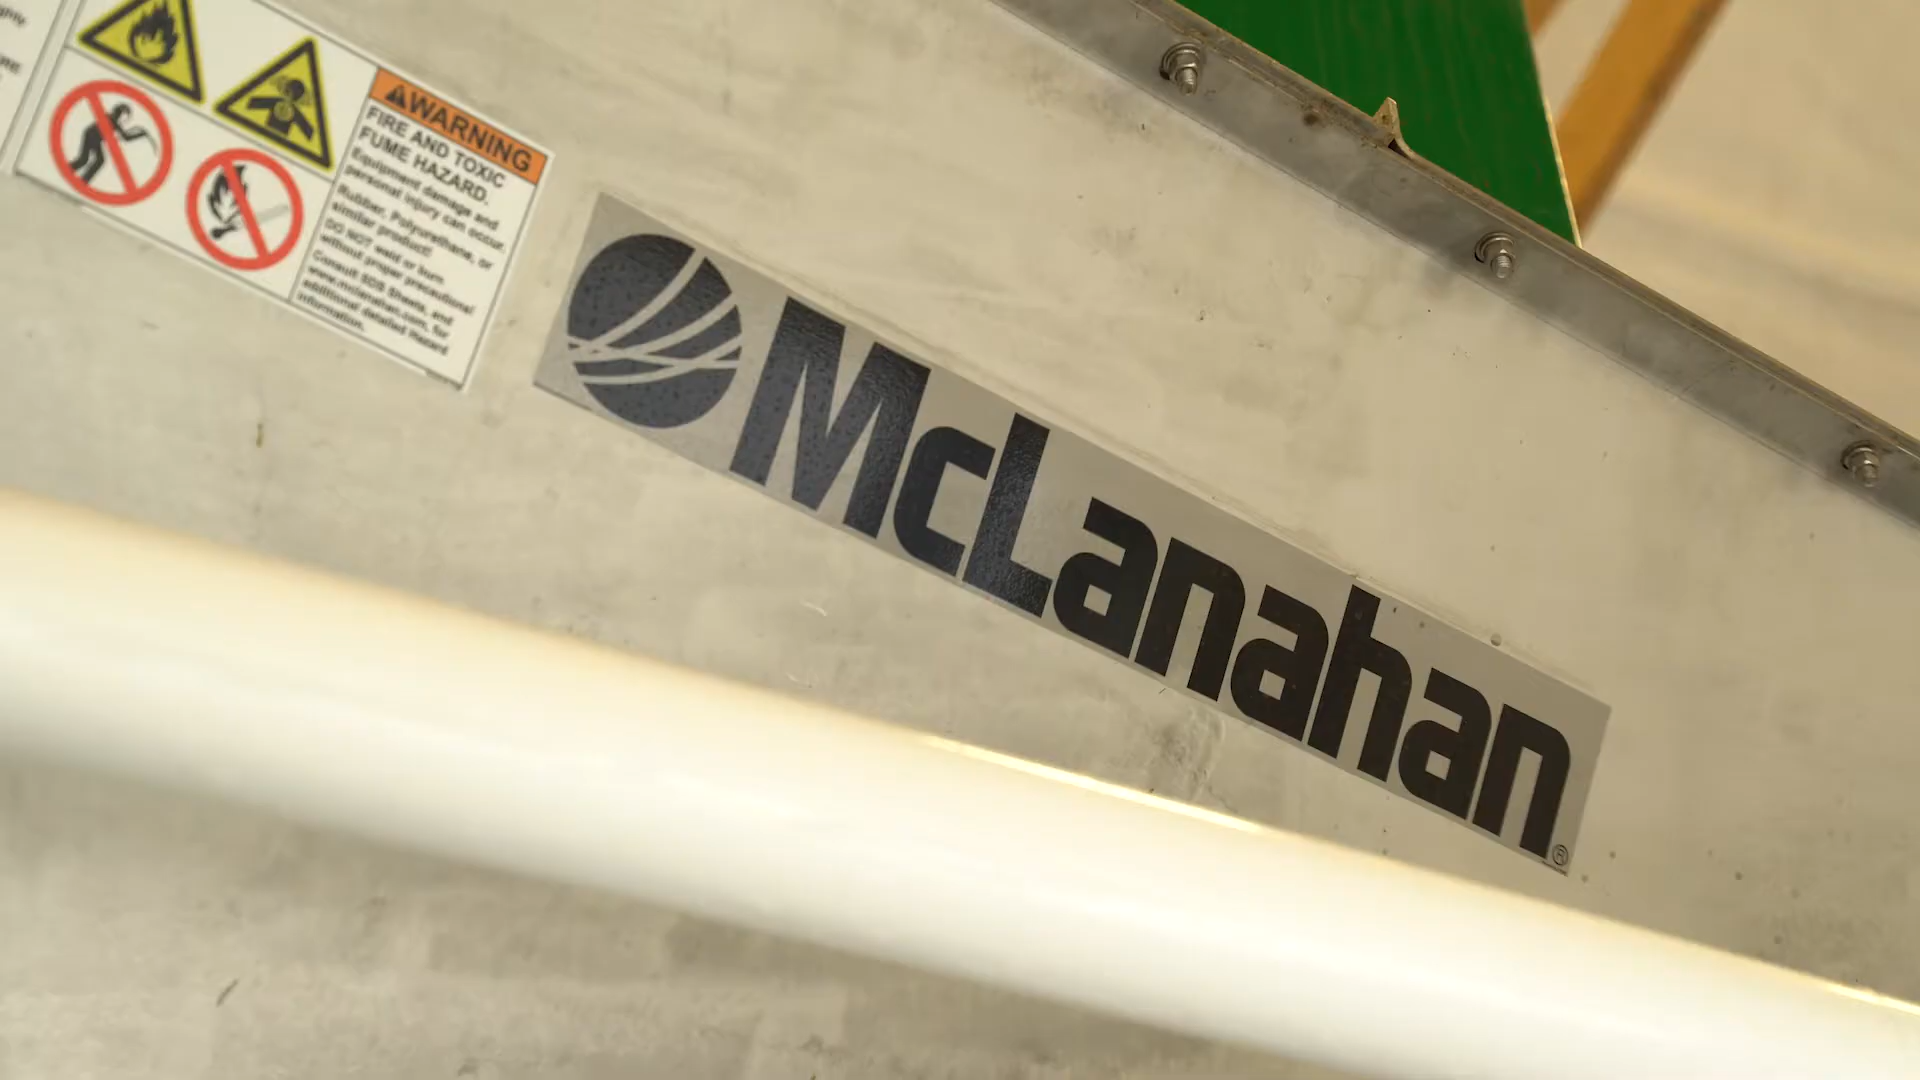 WARNING
FIRE AND TOXIC
FUME HAZARD.
Equipment damage and
personal injury can occur.
Rubber, Polyurethane, or
similar product!
DO NOT weld or burn
without proper precautions!
Consult SDS Sheets, and
www.mclanahan.com, for
additional detailed Hazard
information.
McLanahan®